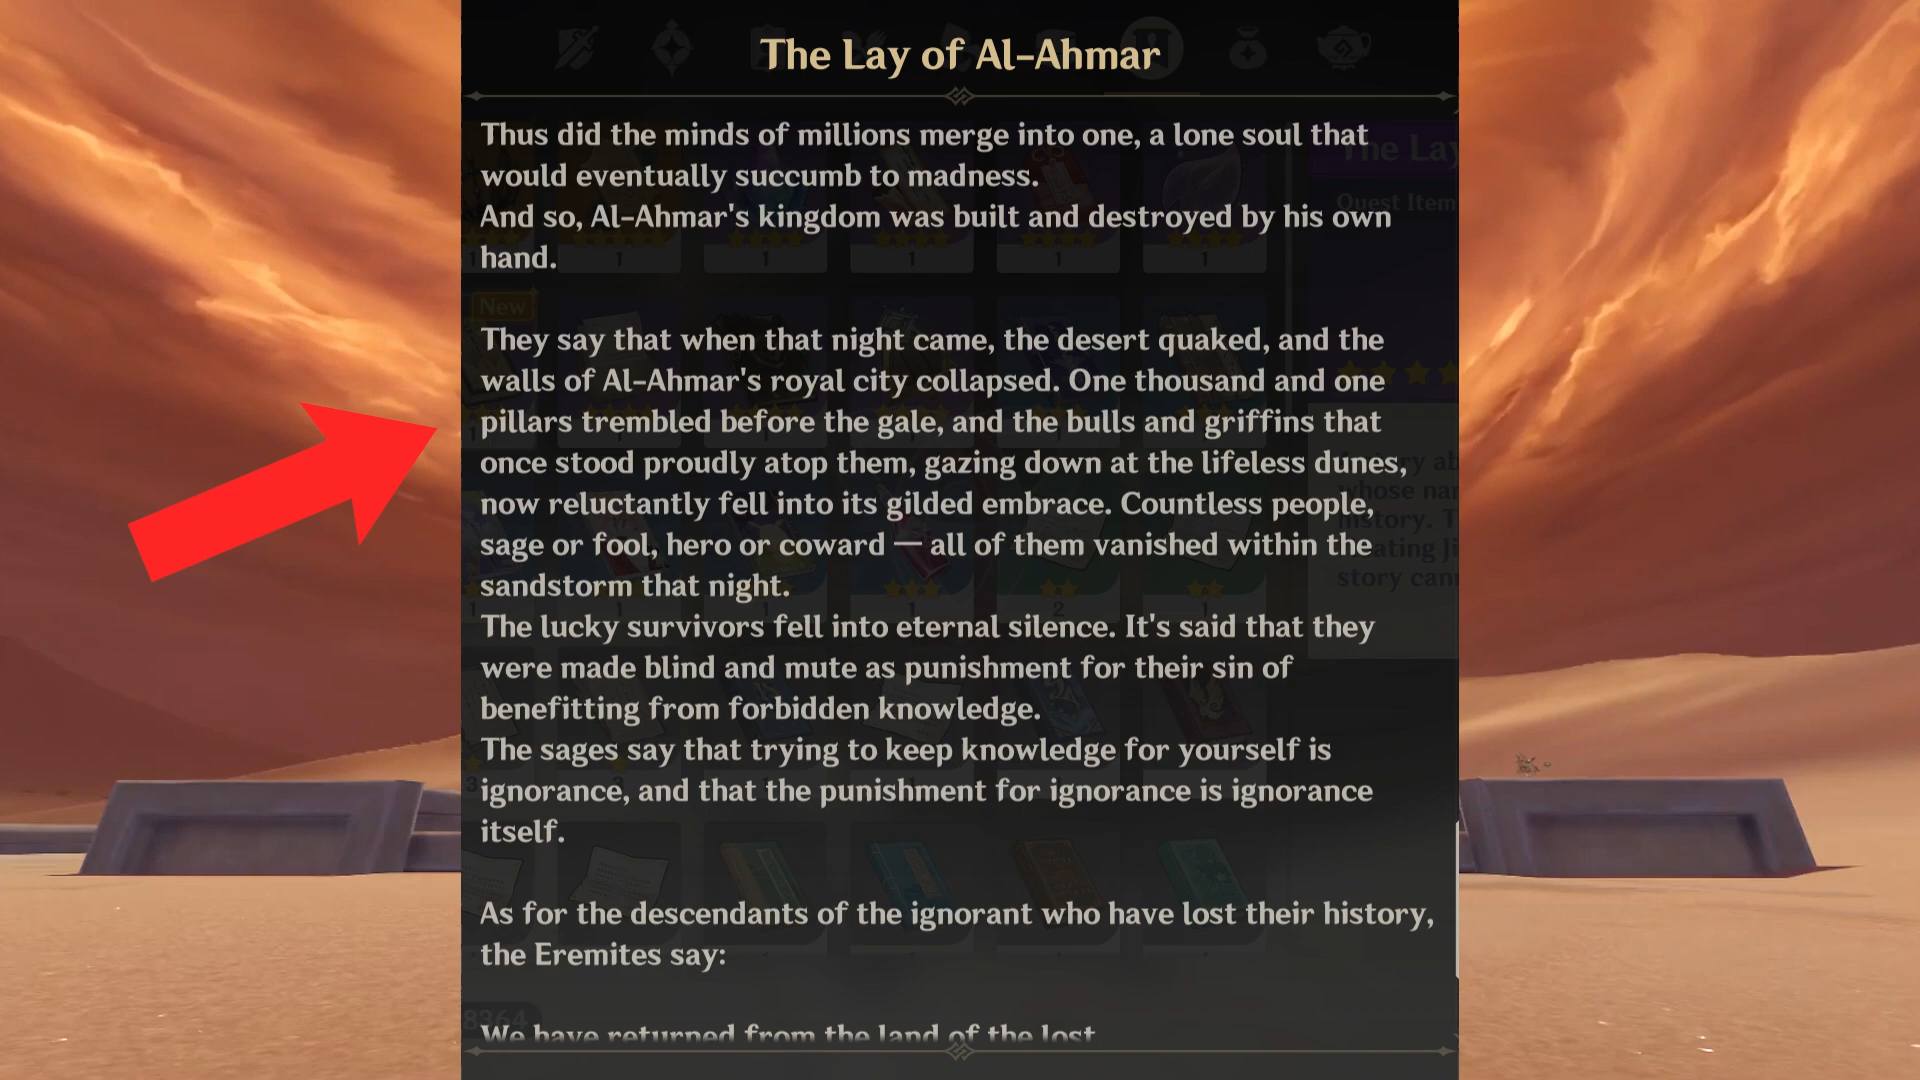 The Lay of Al-Ahmar
Thus did the minds of millions merge into one, a lone soul that
would eventually succumb to madness.
And so, Al-Ahmar's kingdom was built and destroyed by his own
hand.
They say that when that night came, the desert quaked, and the
walls of Al-Ahmar's royal city collapsed. One thousand and one
pillars trembled before the gale, and the bulls and griffins that
once stood proudly atop them, gazing down at the lifeless dunes,
now reluctantly fell into its gilded embrace. Countless people,
sage or fool, hero or coward — all of them vanished within the
sandstorm that night.
The lucky survivors fell into eternal silence. It's said that they
were made blind and mute as punishment for their sin of
benefitting from forbidden knowledge.
The sages say that trying to keep knowledge for yourself is
ignorance, and that the punishment for ignorance is ignorance
itself.
As for the descendants of the ignorant who have lost their history,
the Eremites say:
We have returned from the land of the lost
New
The Lay
Quest Item
history. T
story
8364